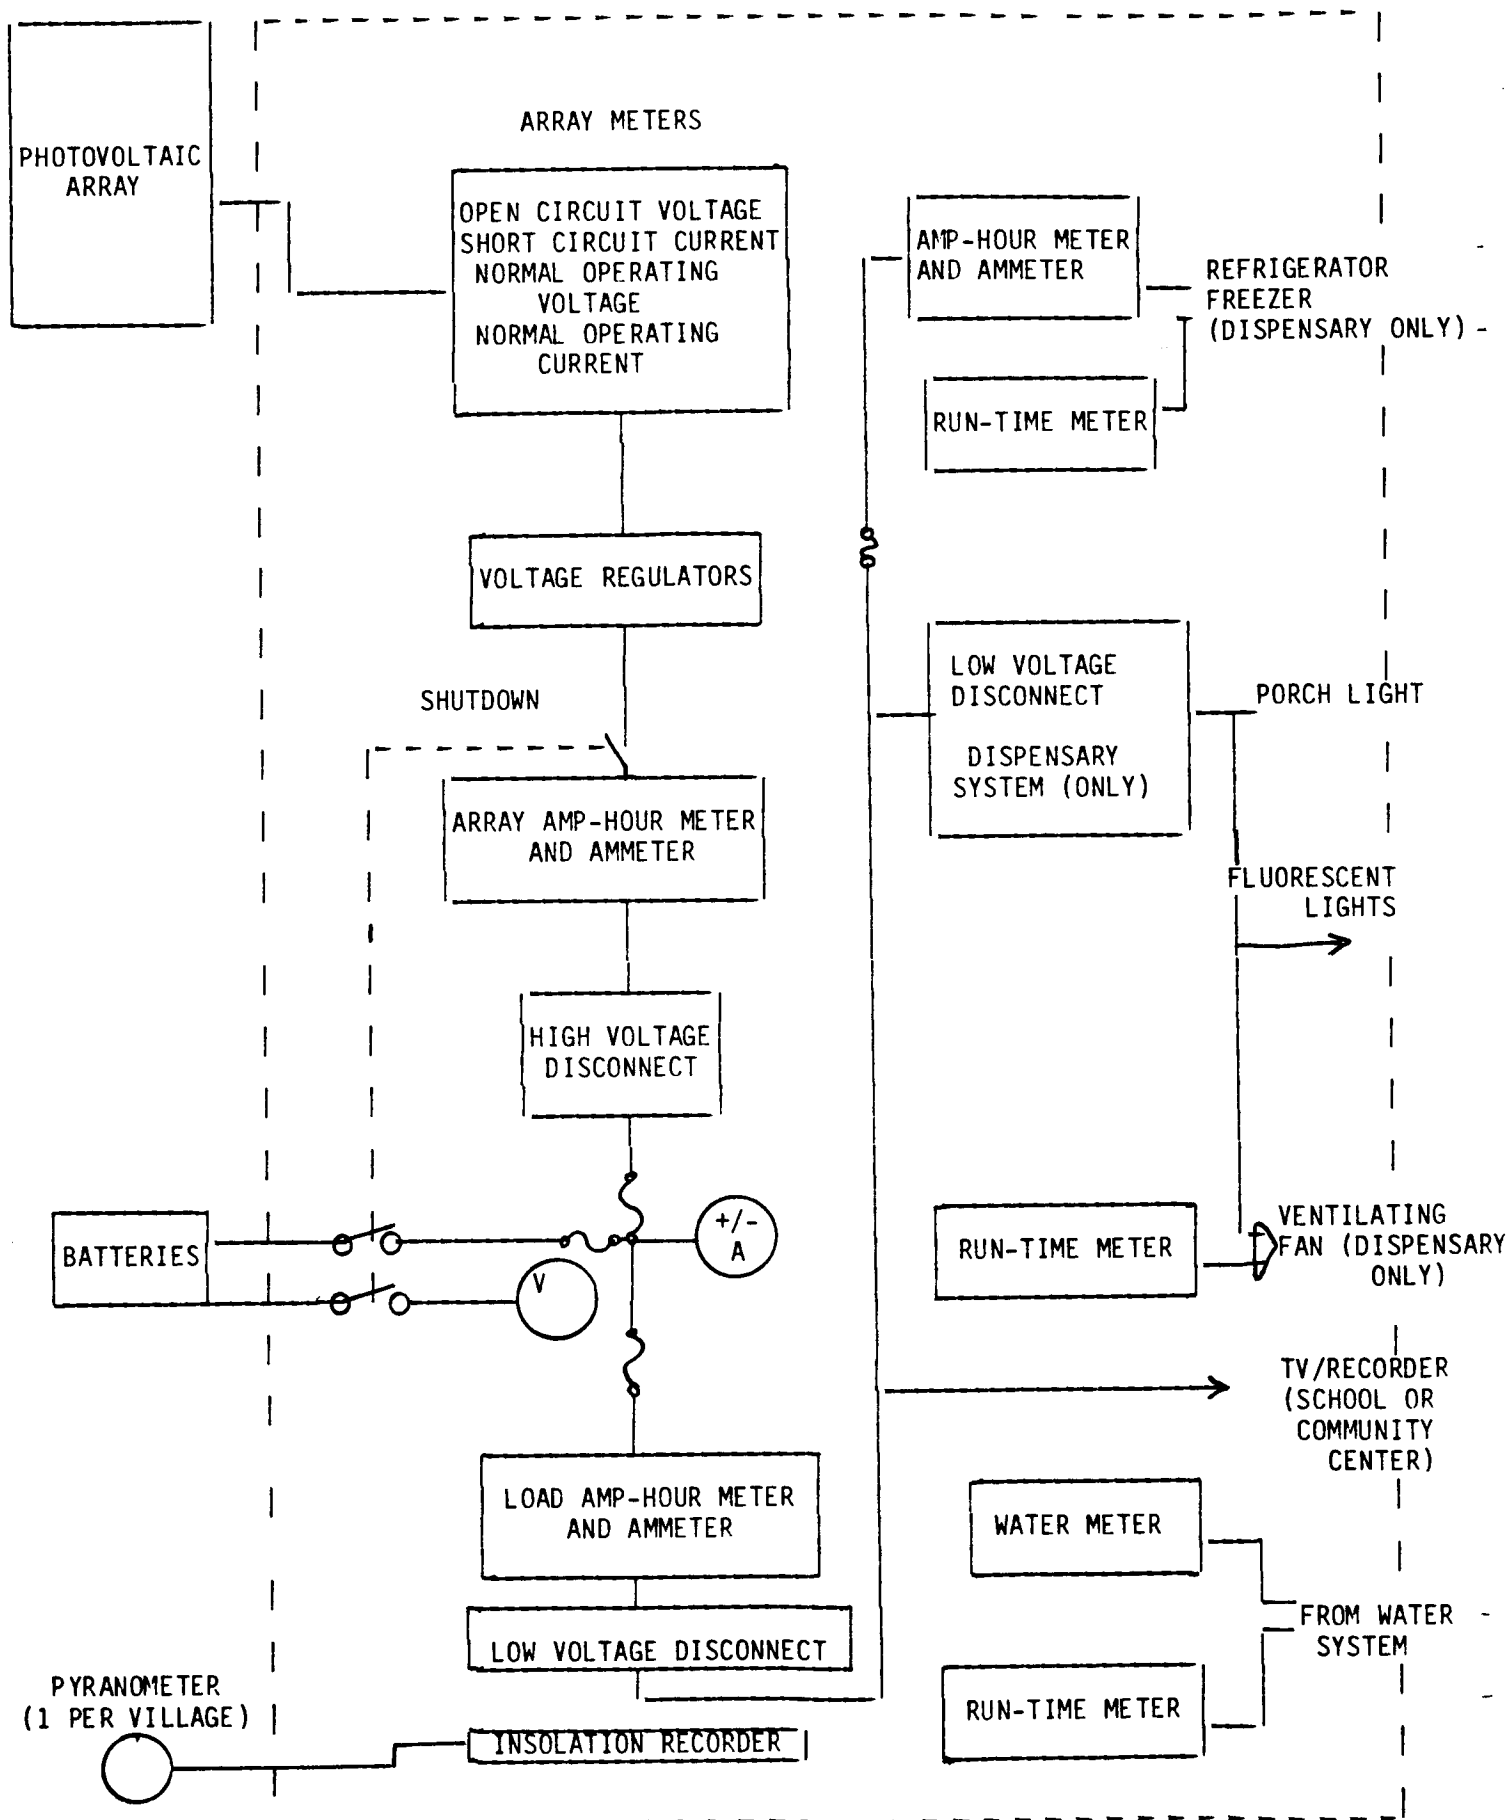 PHOTOVOLTAIC
ARRAY
ARRAY METERS
OPEN CIRCUIT VOLTAGE
SHORT CIRCUIT CURRENT
NORMAL OPERATING
VOLTAGE
NORMAL OPERATING
CURRENT
VOLTAGE REGULATORS
SHUTDOWN
ARRAY AMP-HOUR METER
AND AMMETER
HIGH VOLTAGE
DISCONNECT
BATTERIES
+/-
A
V
LOAD AMP-HOUR METER
AND AMMETER
LOW VOLTAGE DISCONNECT
PYRANOMETER
(1 PER VILLAGE)
INSOLATION RECORDER
AMP-HOUR METER
AND AMMETER
REFRIGERATOR
FREEZER
(DISPENSARY ONLY)
RUN-TIME METER
LOW VOLTAGE
DISCONNECT
DISPENSARY
SYSTEM (ONLY)
PORCH LIGHT
FLUORESCENT
LIGHTS
RUN-TIME METER
VENTILATING
FAN (DISPENSARY
ONLY)
TV/RECORDER
(SCHOOL OR
COMMUNITY
CENTER)
WATER METER
FROM WATER
SYSTEM
RUN-TIME METER